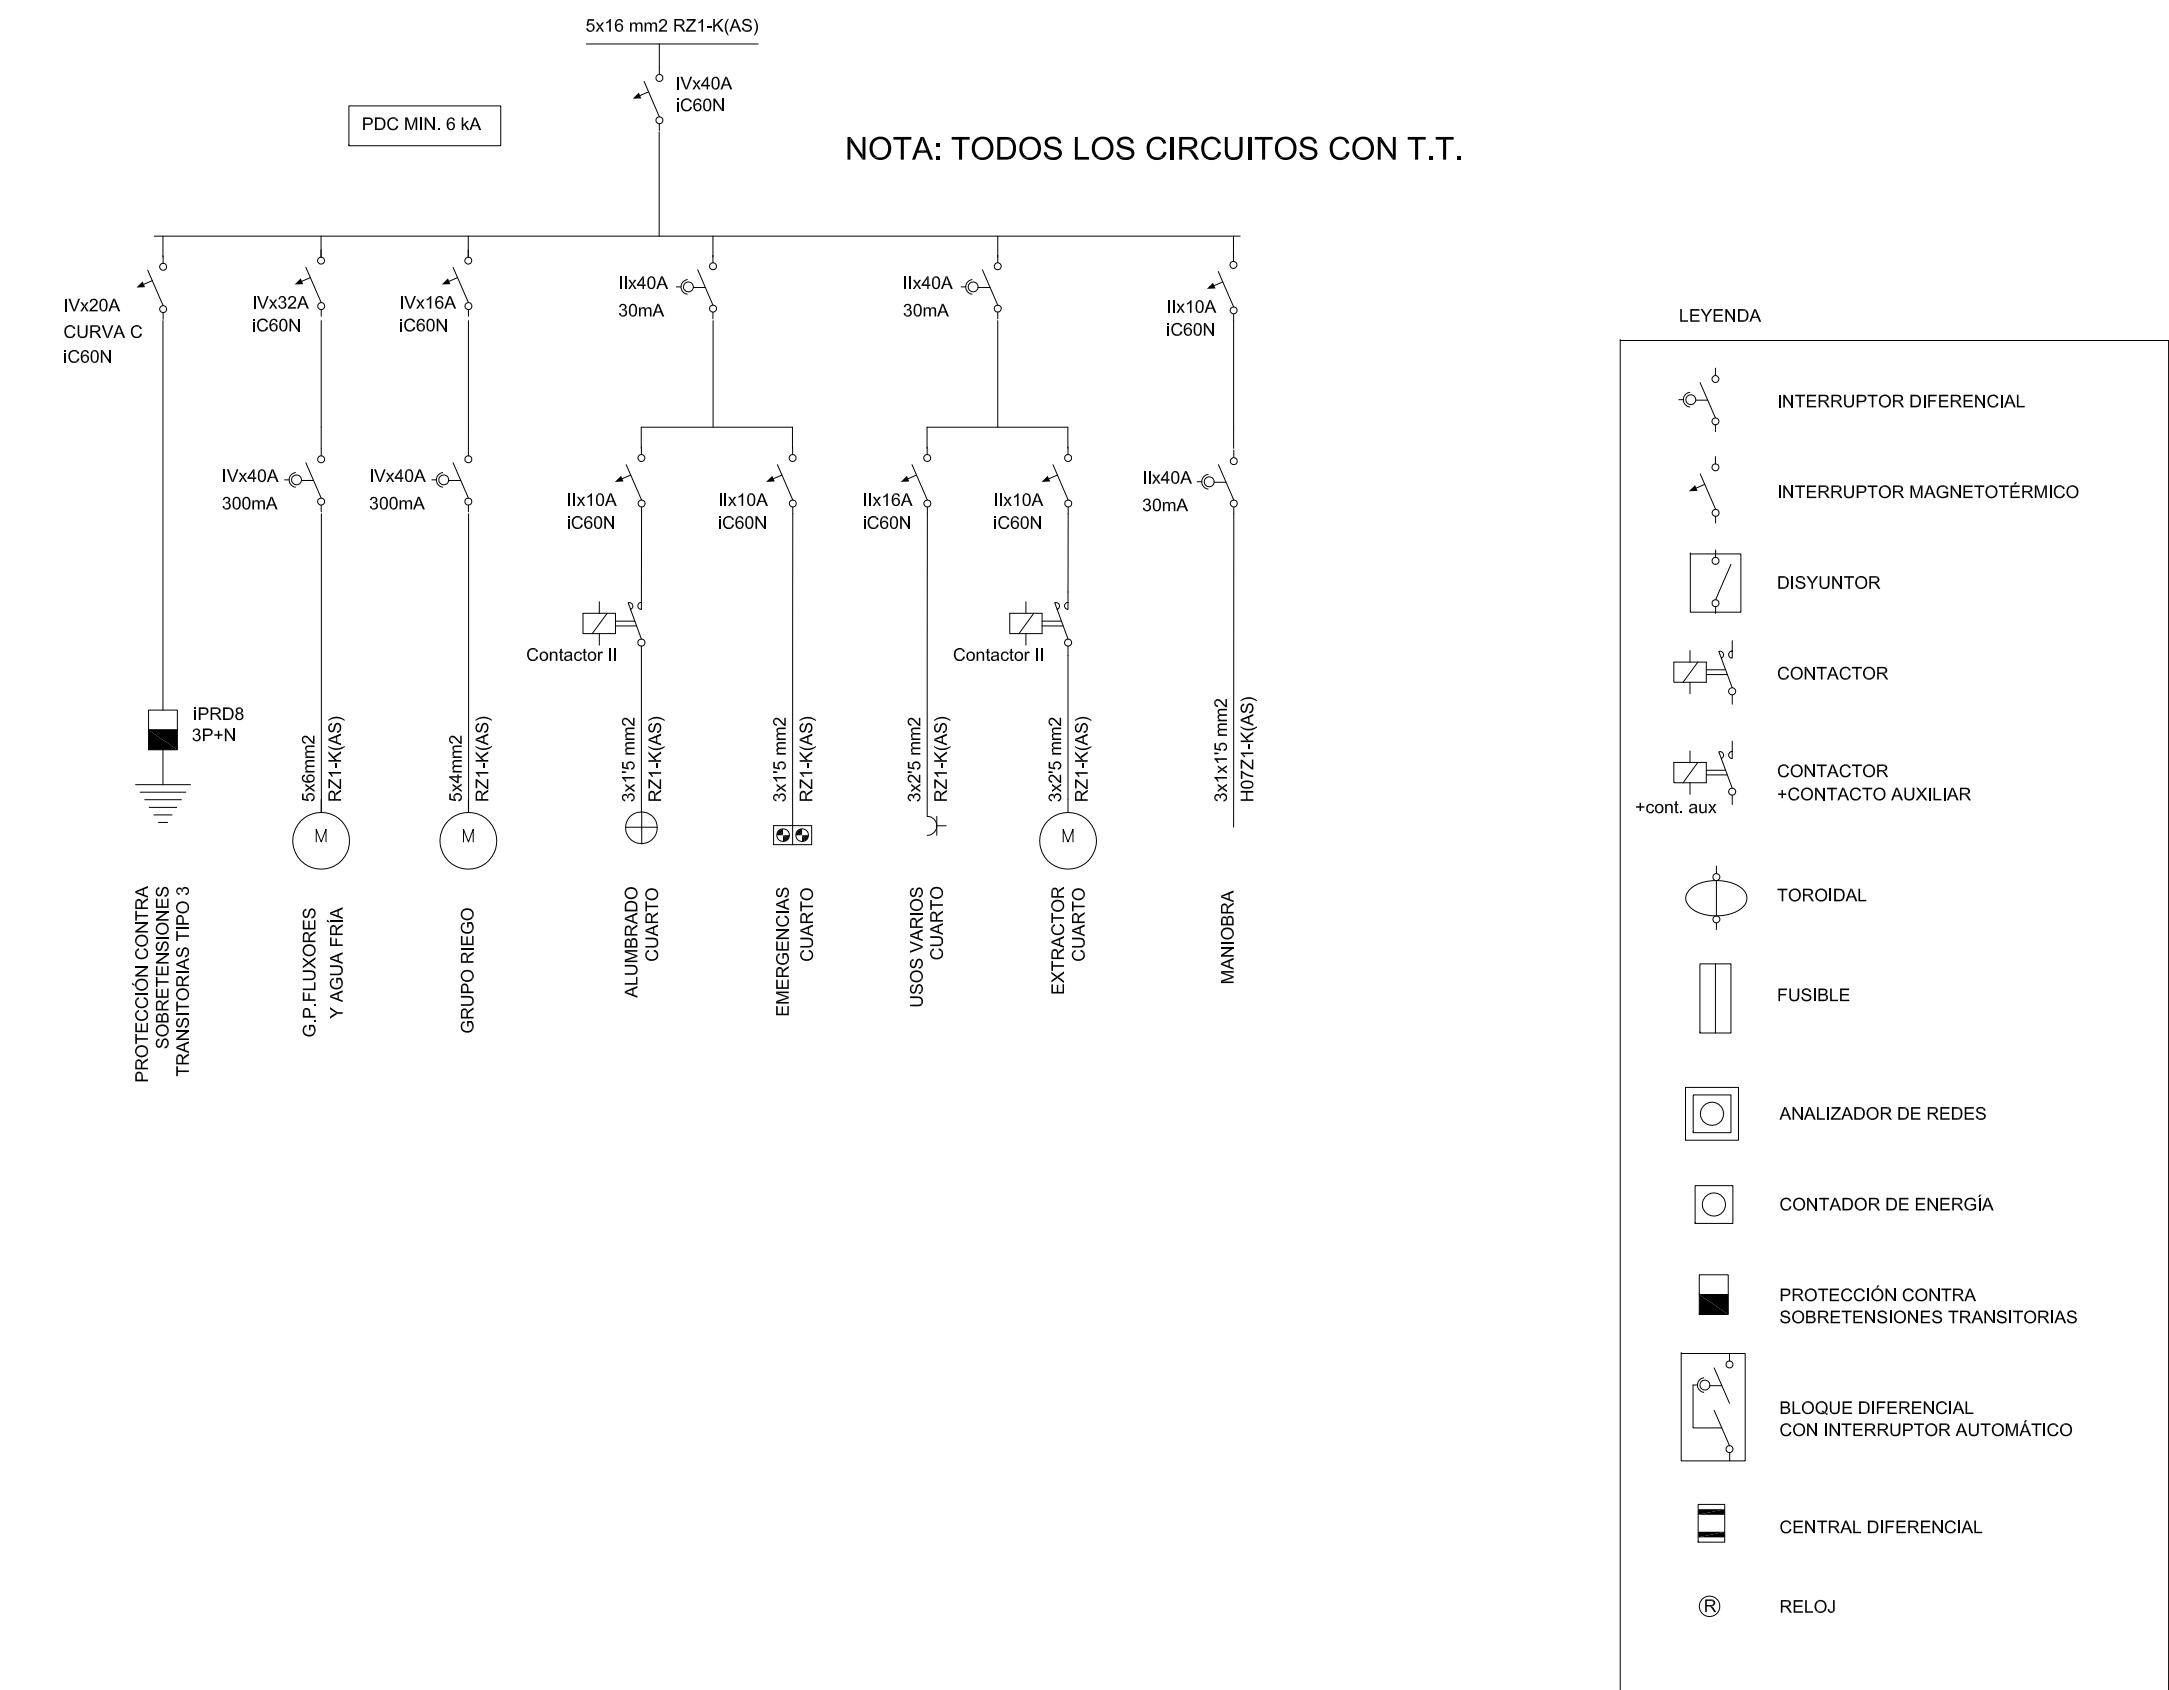 5x16 mm2 RZ1-K(AS)
IVx40A
iC60N
PDC MIN. 6 kA
NOTA: TODOS LOS CIRCUITOS CON T.T.
IVx20A
CURVA C
iC60N
IVx32A
iC60N
IVx16A
iC60N
IIx40A
30mA
IIx40A
30mA
IIx10A
iC60N
IVx40A
300mA
IVx40A
300mA
IIx10A
iC60N
IIx10A
iC60N
IIx16A
iC60N
IIx10A
iC60N
IIx40A
30mA
Contactor II
Contactor II
iPRD8
3P+N
5x6mm2
RZ1-K(AS)
5x4mm2
RZ1-K(AS)
3x1'5 mm2
RZ1-K(AS)
3x1'5 mm2
RZ1-K(AS)
3x2'5 mm2
RZ1-K(AS)
3x2'5 mm2
RZ1-K(AS)
3x1x1'5 mm2
H07Z1-K(AS)
M
M
M
PROTECCIÓN CONTRA
SOBRETENSIONES
TRANSITORIAS TIPO 3
G.P.FLUXORES
Y AGUA FRÍA
GRUPO RIEGO
ALUMBRADO
CUARTO
EMERGENCIAS
CUARTO
USOS VARIOS
CUARTO
EXTRACTOR
CUARTO
MANIOBRA
LEYENDA
INTERRUPTOR DIFERENCIAL
INTERRUPTOR MAGNETOTÉRMICO
DISYUNTOR
CONTACTOR
CONTACTOR
+CONTACTO AUXILIAR
+cont. aux
TOROIDAL
FUSIBLE
ANALIZADOR DE REDES
CONTADOR DE ENERGÍA
PROTECCIÓN CONTRA
SOBRETENSIONES TRANSITORIAS
BLOQUE DIFERENCIAL
CON INTERRUPTOR AUTOMÁTICO
CENTRAL DIFERENCIAL
R RELOJ